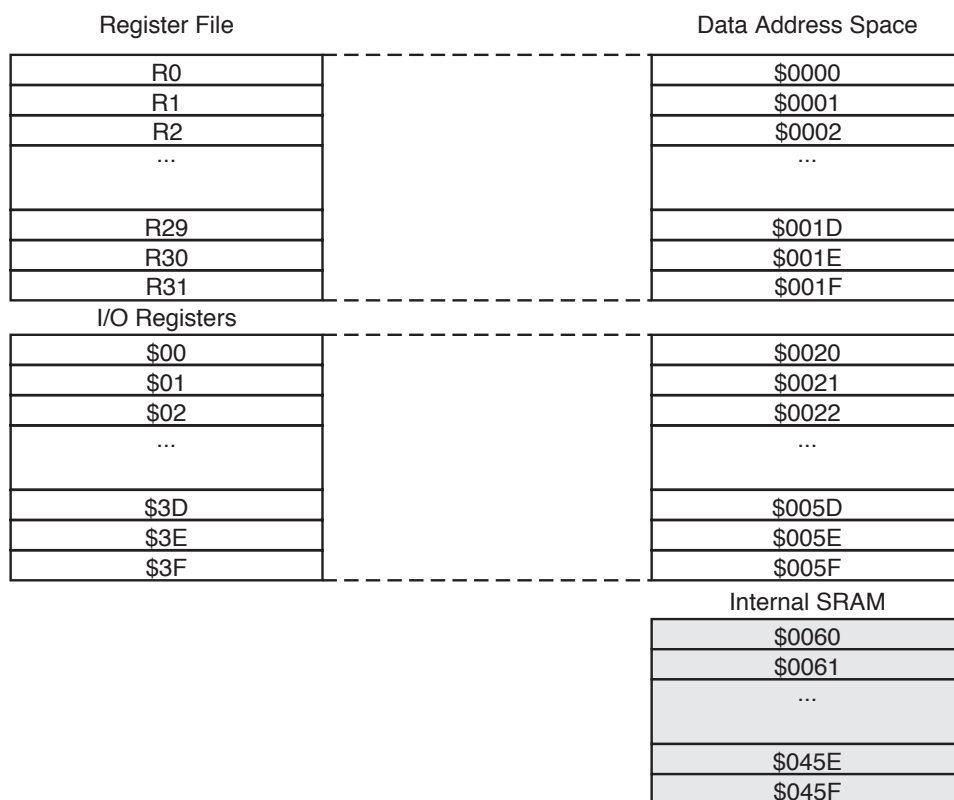 Register File Data Address Space
R0 $0000
R1 $0001
R2 $0002
... ...
R29 $001D
R30 $001E
R31 $001F
I/O Registers
$00 $0020
$01 $0021
$02 $0022
... ...
$3D $005D
$3E $005E
$3F $005F
Internal SRAM
$0060
$0061
...
$045E
$045F